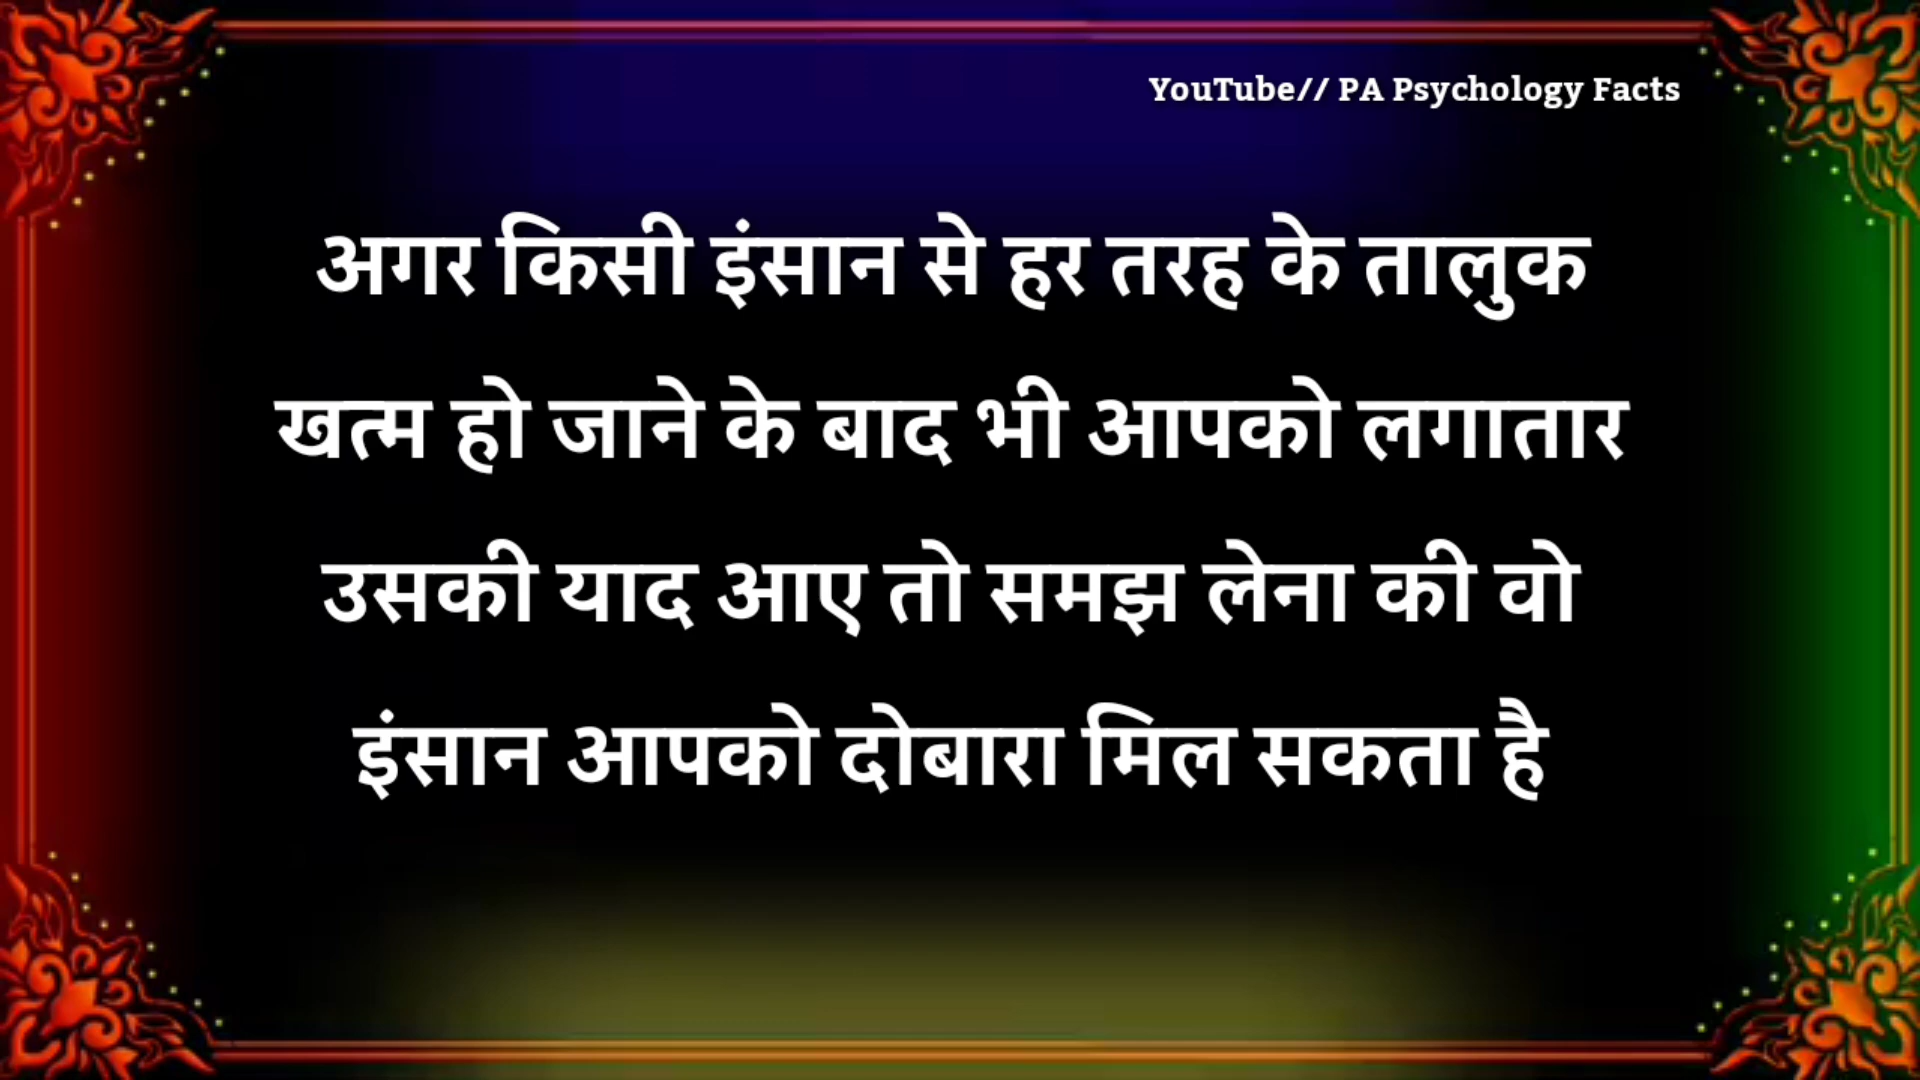 YouTube// PA Psychology Facts
अगर किसी इंसान से हर तरह के तालुक
खत्म हो जाने के बाद भी आपको लगातार
उसकी याद आए तो समझ लेना की वो
इंसान आपको दोबारा मिल सकता है